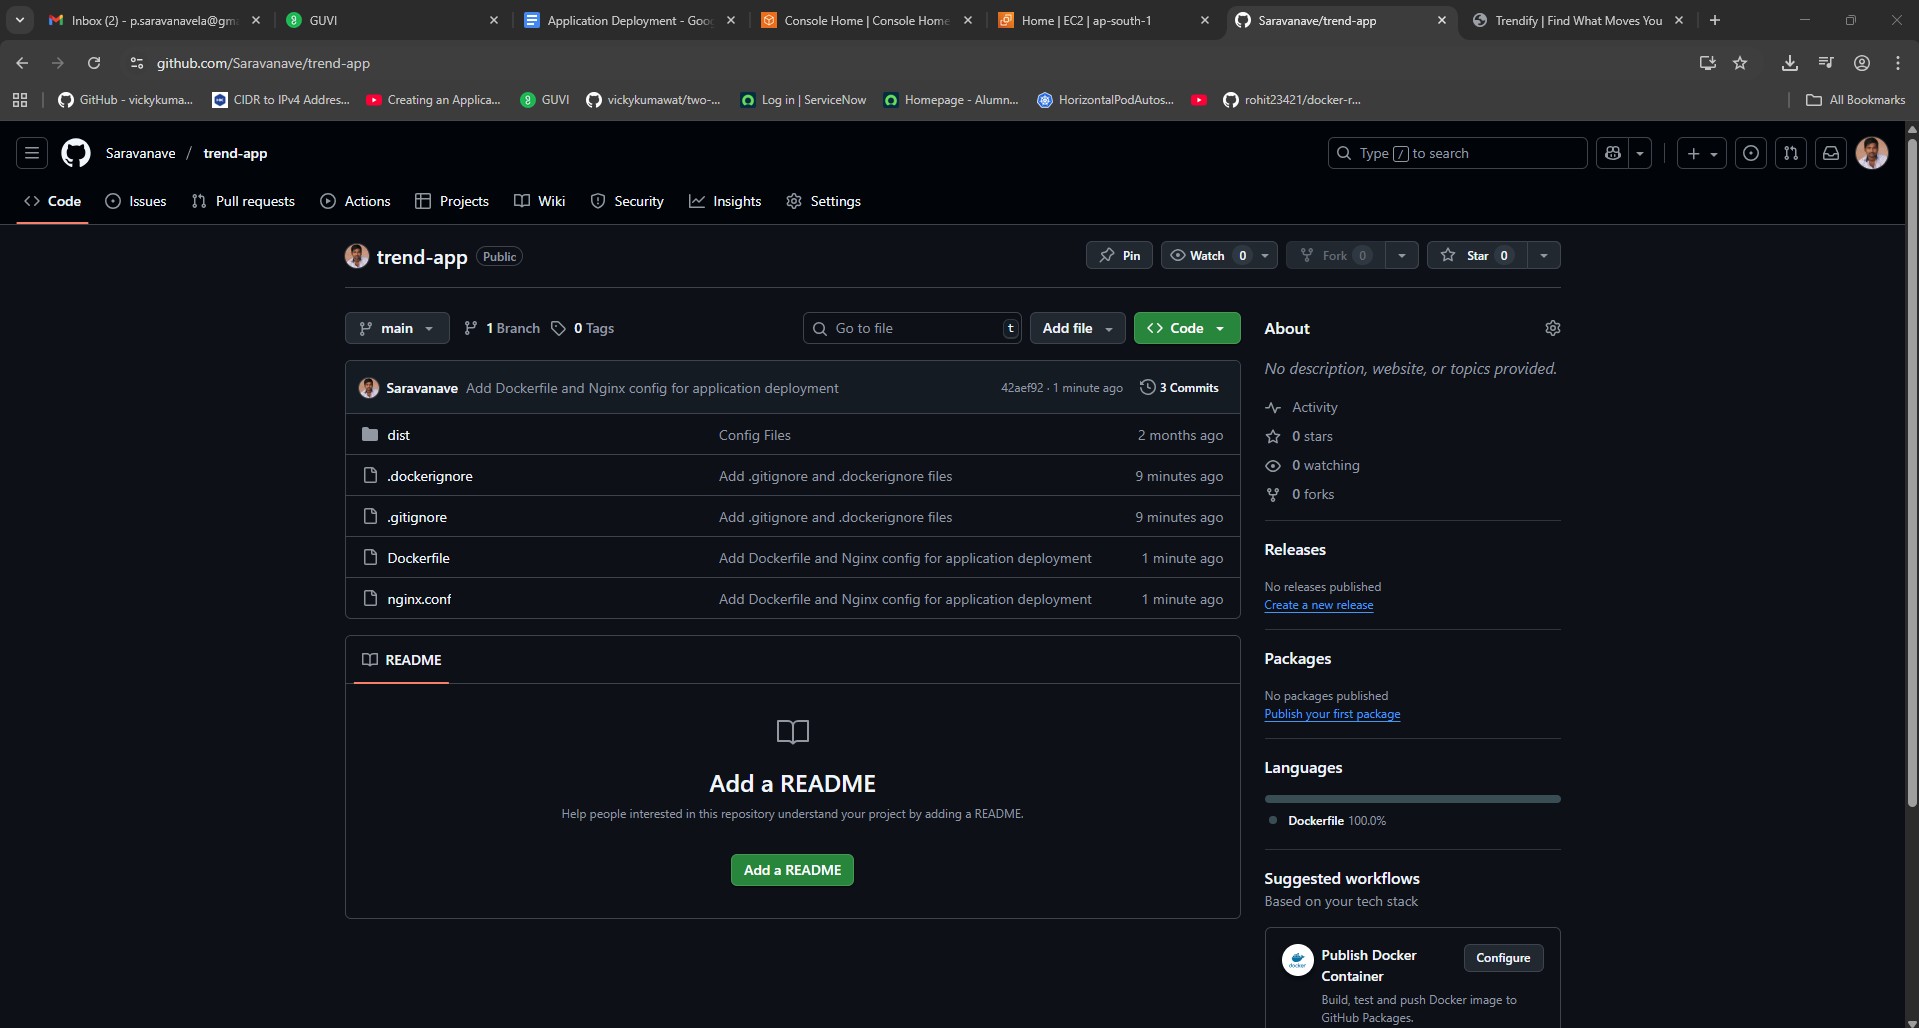 Inbox (2) - p.saravanavela@gm
GUVI
Application Deployment - Goo
Console Home | Console Home
Home | EC2 | ap-south-1
Saravanave/trend-app
Trendify | Find What Moves You
github.com/Saravanave/trend-app
GitHub - vickykuma...
CIDR to IPv4 Addres...
Creating an Applica...
GUVI
vickykumawat/two-...
Log in | ServiceNow
Homepage - Alumn...
HorizontalPodAutos...
rohit23421/docker-r...
All Bookmarks
Saravanave / trend-app
Type / to search
Code
Issues
Pull requests
Actions
Projects
Wiki
Security
Insights
Settings
trend-app Public
Pin
Watch 0
Fork 0
Star 0
main
1 Branch
0 Tags
Go to file t
Add file
<> Code
Saravanave Add Dockerfile and Nginx config for application deployment 42aef92 · 1 minute ago 3 Commits
dist Config Files 2 months ago
.dockerignore Add .gitignore and .dockerignore files 9 minutes ago
.gitignore Add .gitignore and .dockerignore files 9 minutes ago
Dockerfile Add Dockerfile and Nginx config for application deployment 1 minute ago
nginx.conf Add Dockerfile and Nginx config for application deployment 1 minute ago
README
Add a README
Help people interested in this repository understand your project by adding a README.
Add a README
About
No description, website, or topics provided.
Activity
0 stars
0 watching
0 forks
Releases
No releases published
Create a new release
Packages
No packages published
Publish your first package
Languages
Dockerfile 100.0%
Suggested workflows
Based on your tech stack
docker
Publish Docker
Container
Configure
Build, test and push Docker image to
GitHub Packages.